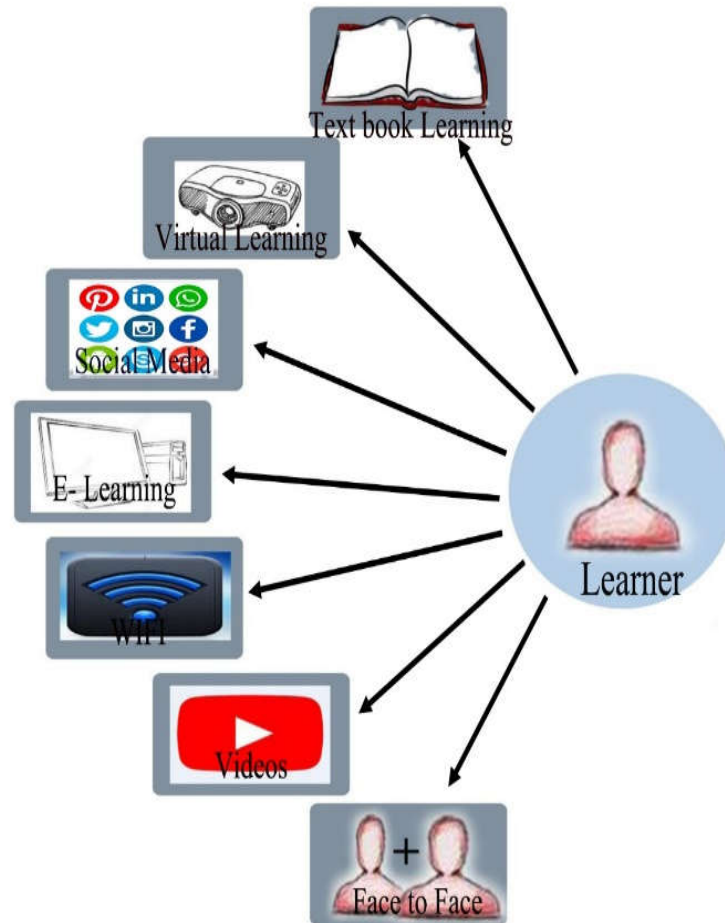 Text book Learning
Virtual Learning
Social Media
E- Learning
Learner
WIFI
Videos
+
Face to Face